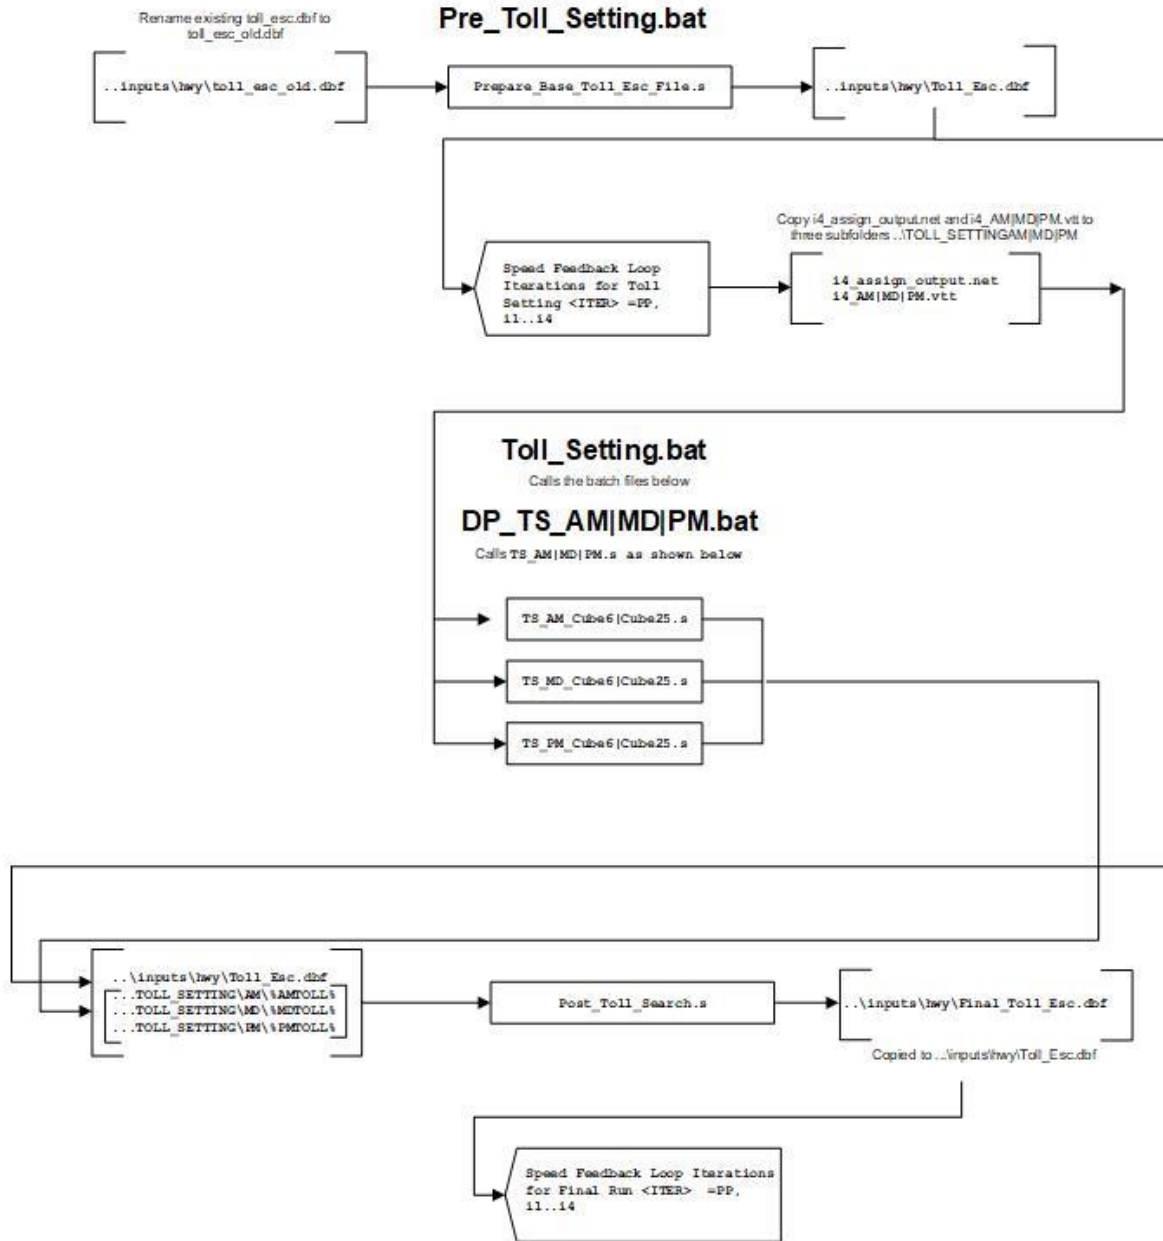 Pre_Toll_Setting.bat
Rename existing toll_esc.dbf to
toll_esc_old.dbf
..inputs\hwy\toll_esc_old.dbf
Prepare_Base_Toll_Esc_File.s
..inputs\hwy\Toll_Esc.dbf
Copy i4_assign_output.net and i4_AM|MD|PM.vtt to
three subfolders ..\TOLL_SETTINGAM|MD|PM
Speed Feedback Loop
Iterations for Toll
Setting <ITER> =PP,
i1..i4
i4_assign_output.net
i4_AM|MD|PM.vtt
Toll_Setting.bat
Calls the batch files below
DP_TS_AM|MD|PM.bat
Calls TS_AM|MD|PM.s as shown below
TS_AM_Cube6|Cube25.s
TS_MD_Cube6|Cube25.s
TS_PM_Cube6|Cube25.s
..\inputs\hwy\Toll_Esc.dbf
...TOLL_SETTING\AM\%AMTOLL%
...TOLL_SETTING\MD\%MDTOLL%
...TOLL_SETTING\PM\%PMTOLL%
Post_Toll_Search.s
..\inputs\hwy\Final_Toll_Esc.dbf
Copied to ...\inputs\hwy\Toll_Esc.dbf
Speed Feedback Loop Iterations
for Final Run <ITER> =PP,
i1..i4